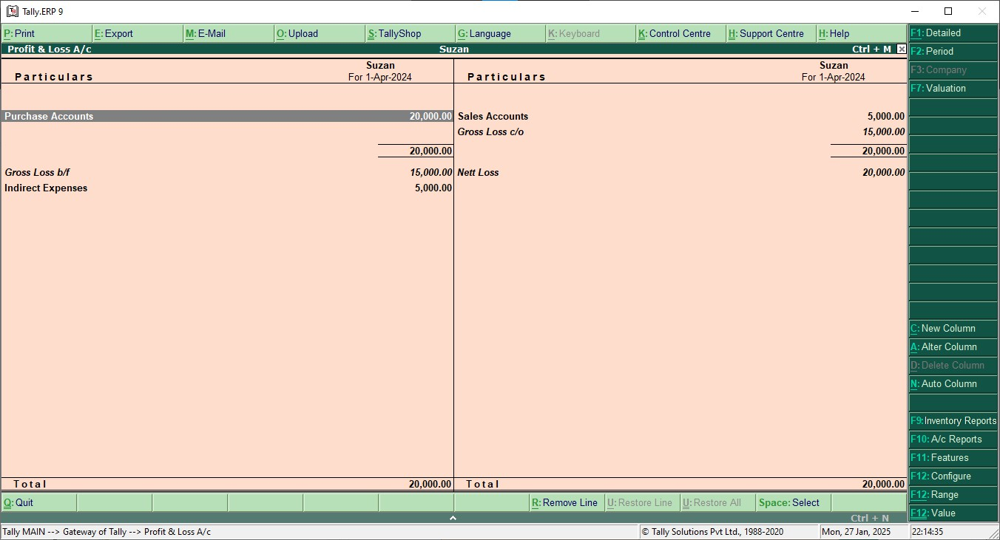 Tally.ERP 9
P: Print E: Export M: E-Mail O: Upload S: TallyShop G: Language K: Keyboard K: Control Centre H: Support Centre H: Help
Profit & Loss A/c Suzan Ctrl + M
Particulars Suzan For 1-Apr-2024 Particulars Suzan For 1-Apr-2024
Purchase Accounts 20,000.00 Sales Accounts 5,000.00
Gross Loss c/o 15,000.00
20,000.00 20,000.00
Gross Loss b/f 15,000.00 Nett Loss 20,000.00
Indirect Expenses 5,000.00
Total 20,000.00 Total 20,000.00
F1: Detailed
F2: Period
F3: Company
F7: Valuation
C: New Column
A: Alter Column
D: Delete Column
N: Auto Column
F9: Inventory Reports
F10: A/c Reports
F11: Features
F12: Configure
F12: Range
F12: Value
Q: Quit R: Remove Line U: Restore Line U: Restore All Space: Select
Ctrl + N
Tally MAIN --> Gateway of Tally --> Profit & Loss A/c © Tally Solutions Pvt Ltd., 1988-2020 Mon, 27 Jan, 2025 22:14:35